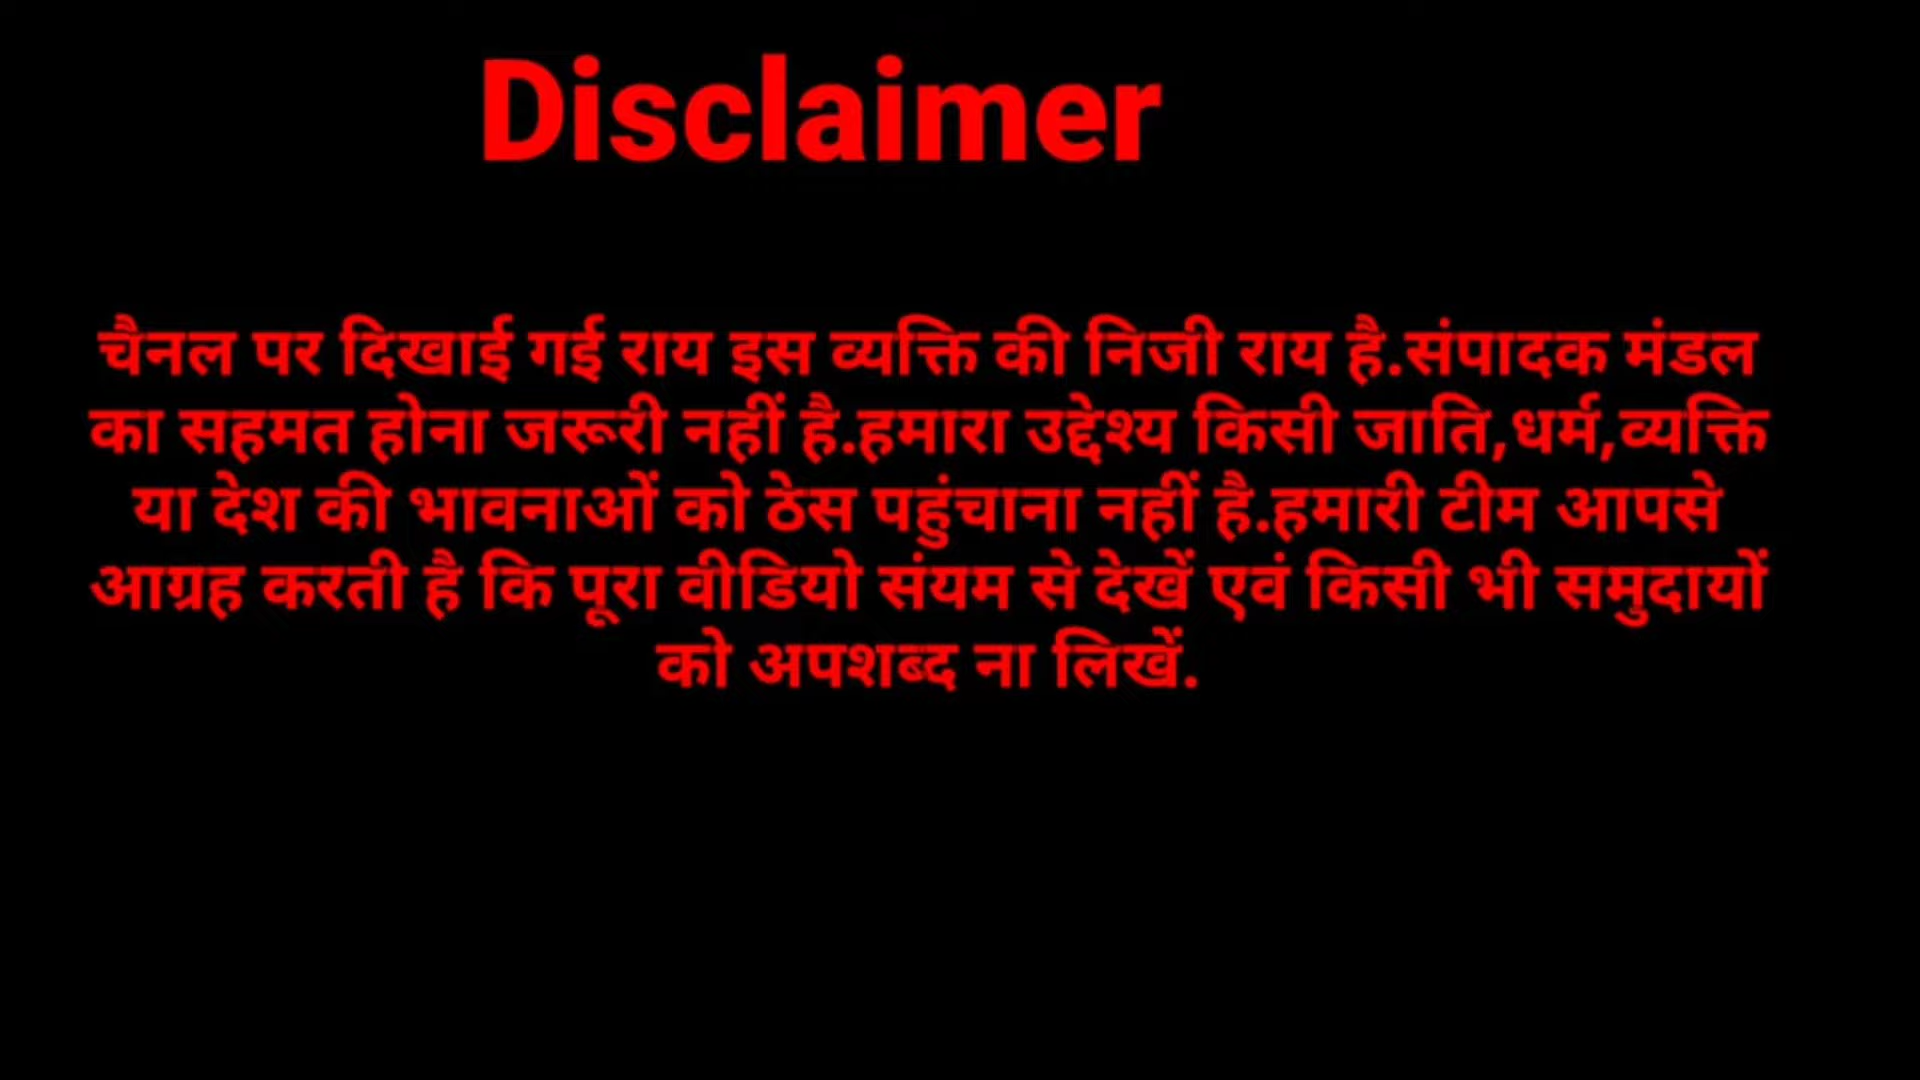 Disclaimer
चैनल पर दिखाई गई राय इस व्यक्ति की निजी राय है.संपादक मंडल
का सहमत होना जरूरी नहीं है.हमारा उद्देश्य किसी जाति,धर्म,व्यक्ति
या देश की भावनाओं को ठेस पहुंचाना नहीं है.हमारी टीम आपसे
आग्रह करती है कि पूरा वीडियो संयम से देखें एवं किसी भी समुदायों
को अपशब्द ना लिखें.